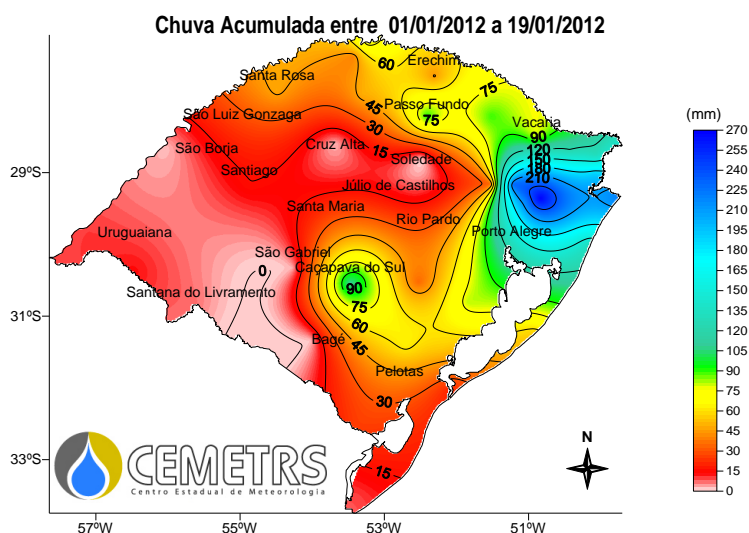 Chuva Acumulada entre 01/01/2012 a 19/01/2012
60
Erechim
Santa Rosa
75
45
Passo Fundo
São Luiz Gonzaga
75
Vacaria
30
90
São Borja
Cruz Alta
15
120
150
Soledade
180
29ºS
Santiago
210
Júlio de Castilhos
Santa Maria
Rio Pardo
Uruguaiana
Porto Alegre
São Gabriel
0
Caçapava do Sul
90
Santana do Livramento
75
31ºS
60
Bagé
45
Pelotas
30
15
33ºS
CEMETRS
Centro Estadual de Meteorologia
N
57ºW
55ºW
53ºW
51ºW
(mm)
270
255
240
225
210
195
180
165
150
135
120
105
90
75
60
45
30
15
0